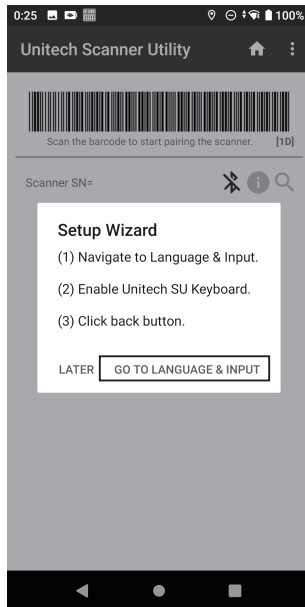 0:25 100%
Unitech Scanner Utility
Scan the barcode to start pairing the scanner. [1D]
Scanner SN=
Setup Wizard
(1) Navigate to Language & Input.
(2) Enable Unitech SU Keyboard.
(3) Click back button.
LATER GO TO LANGUAGE & INPUT